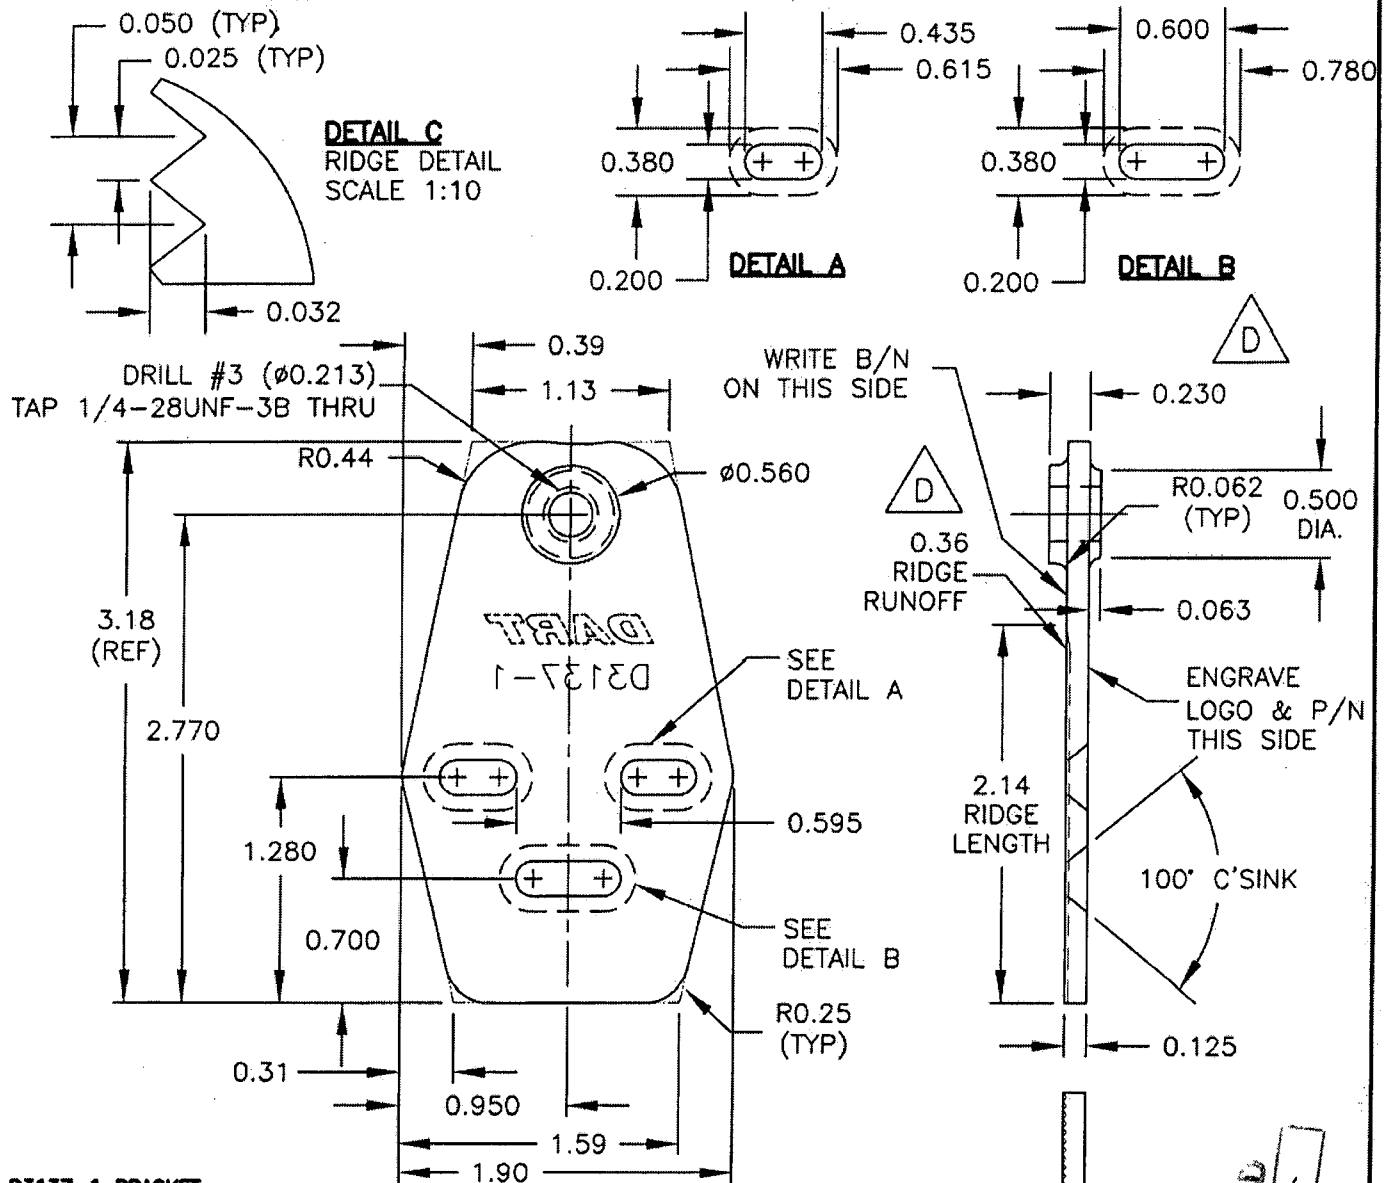 0.050 (TYP)
0.025 (TYP)
DETAIL C
RIDGE DETAIL
SCALE 1:10
0.032
0.435
0.615
0.380
0.200
DETAIL A
0.600
0.780
0.380
0.200
DETAIL B
D
0.39
DRILL #3 (ø0.213)
TAP 1/4-28UNF-3B THRU
1.13
R0.44
ø0.560
WRITE B/N
ON THIS SIDE
0.230
D
R0.062
(TYP)
0.500
DIA.
0.36
RIDGE
RUNOFF
0.063
3.18
(REF)
DART
D3137-1
2.770
SEE
DETAIL A
ENGRAVE
LOGO & P/N
THIS SIDE
2.14
RIDGE
LENGTH
0.595
1.280
100° C'SINK
0.700
SEE
DETAIL B
R0.25
(TYP)
0.125
0.31
0.950
1.59
1.90
D3137-1 BRACKET